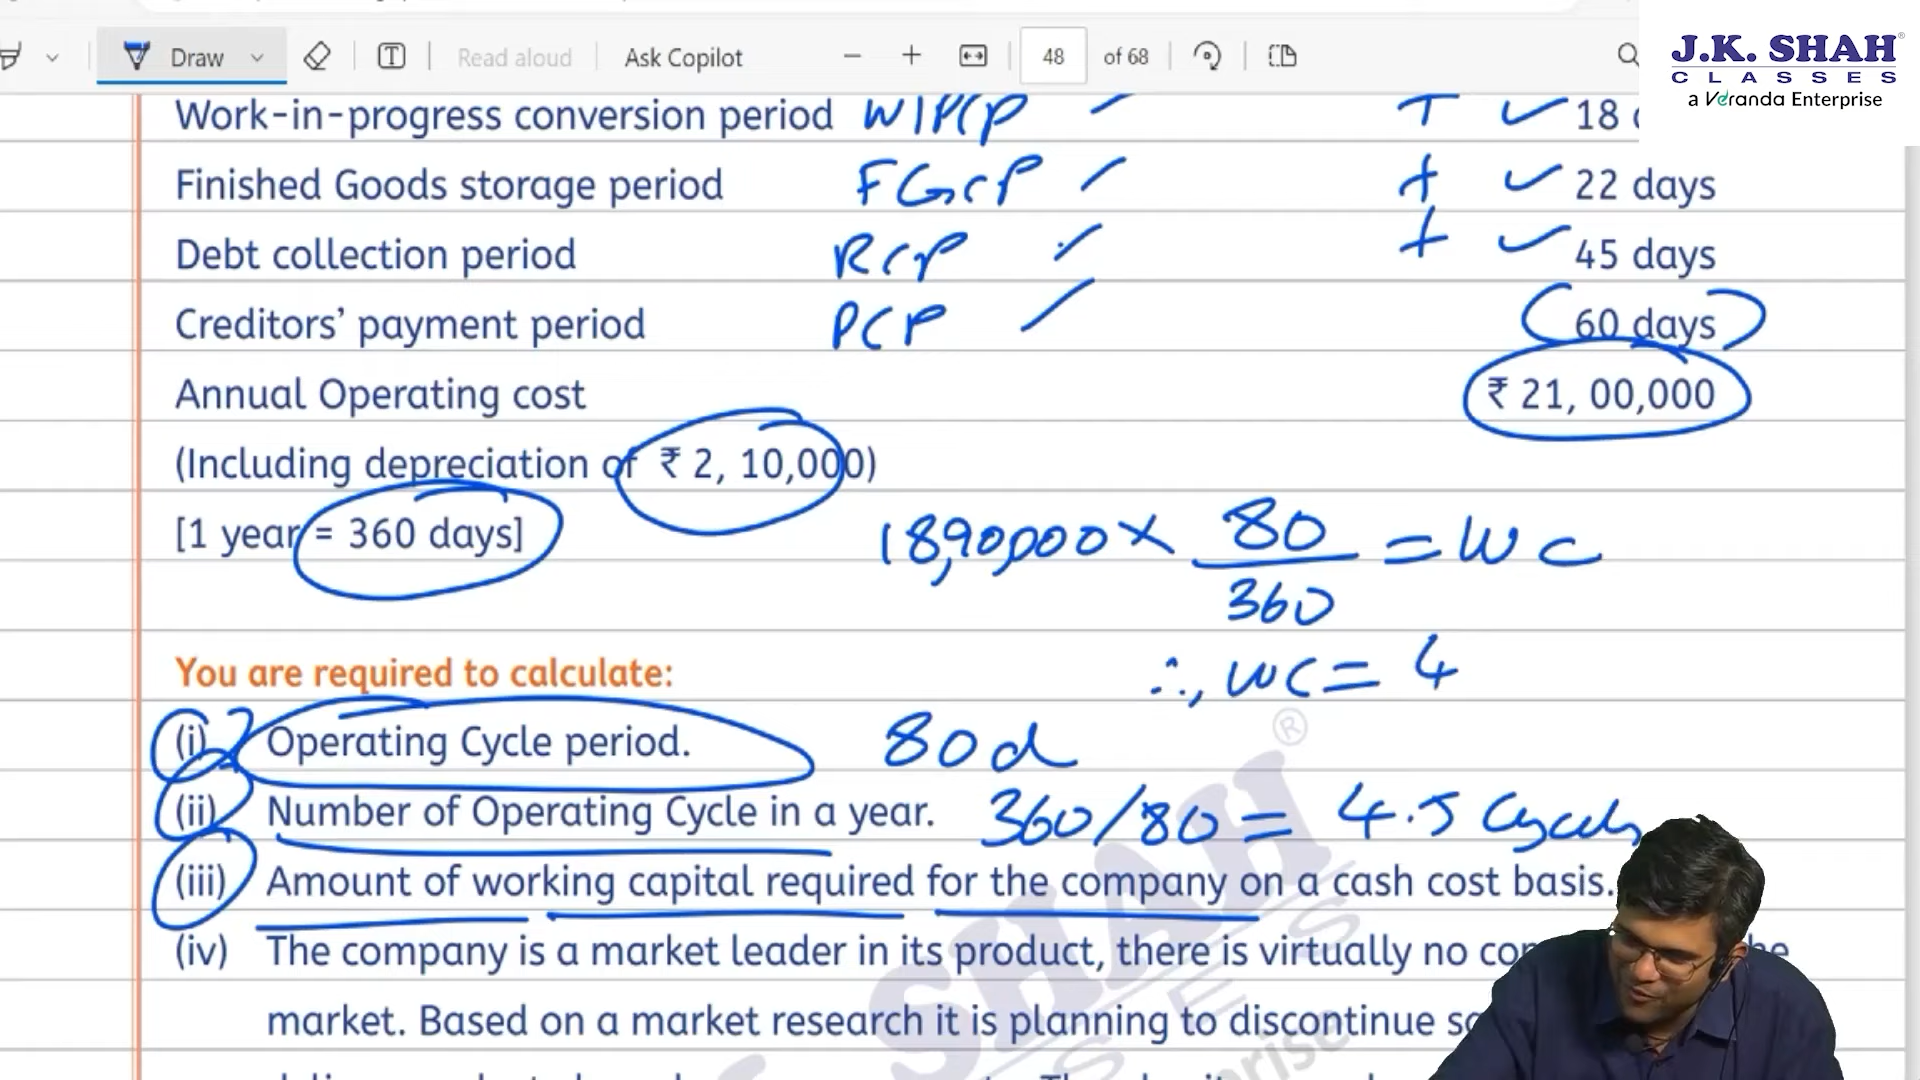 Draw
Read aloud
Ask Copilot
48 of 68
J.K. SHAH®
CLASSES
a Veranda Enterprise
Work-in-progress conversion period WIPCP + 18
Finished Goods storage period FGCP + 22 days
Debt collection period RCP + 45 days
Creditors' payment period PCP (60 days)
Annual Operating cost ₹ 21, 00,000
(Including depreciation of ₹ 2, 10,000)
[1 year = 360 days] 18,90,000 × 80/360 = WC
You are required to calculate: ∴, WC = 4
(i) Operating Cycle period. 80d
(ii) Number of Operating Cycle in a year. 360/80 = 4.5 Cycles
(iii) Amount of working capital required for the company on a cash cost basis.
(iv) The company is a market leader in its product, there is virtually no
market. Based on a market research it is planning to discontinue